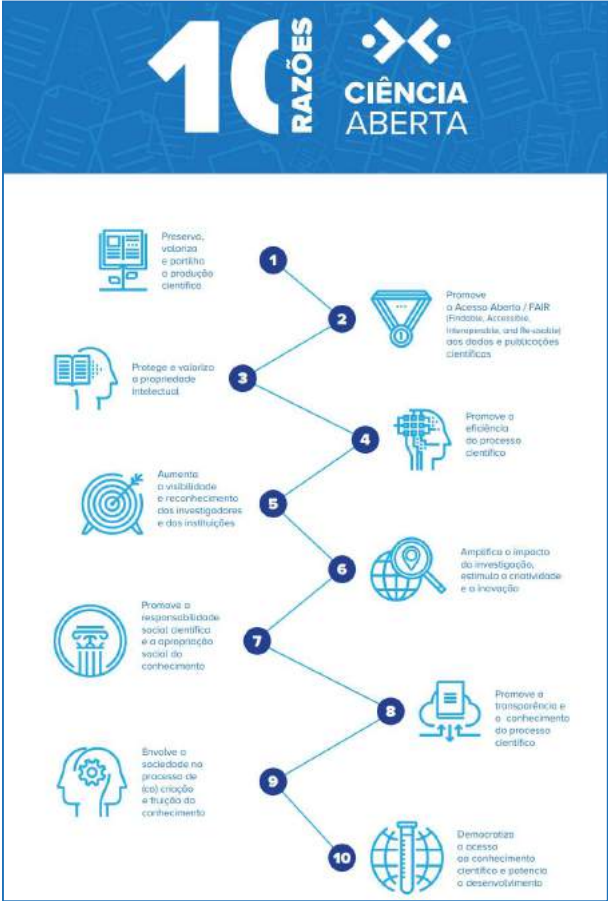 10
RAZÕES
CIÊNCIA
ABERTA
1
Preserva,
valoriza
e partilha
a produção
científica
2
Promove
o Acesso Aberto / FAIR
(Findable, Accessible,
Interoperable, and Re-usable)
aos dados e publicações
científicas
3
Protege e valoriza
a propriedade
intelectual
4
Promove a
eficiência
do processo
científico
5
Aumenta
a visibilidade
e reconhecimento
dos investigadores
e das instituições
6
Amplifica o impacto
da investigação,
estimula a criatividade
e a inovação
7
Promove a
responsabilidade
social científica
e a apropriação
social do
conhecimento
8
Promove a
transparência e
o conhecimento
do processo
científico
9
Envolve a
sociedade no
processo de
(co) criação
e fruição do
conhecimento
10
Democratiza
o acesso
ao conhecimento
científico e potencia
o desenvolvimento